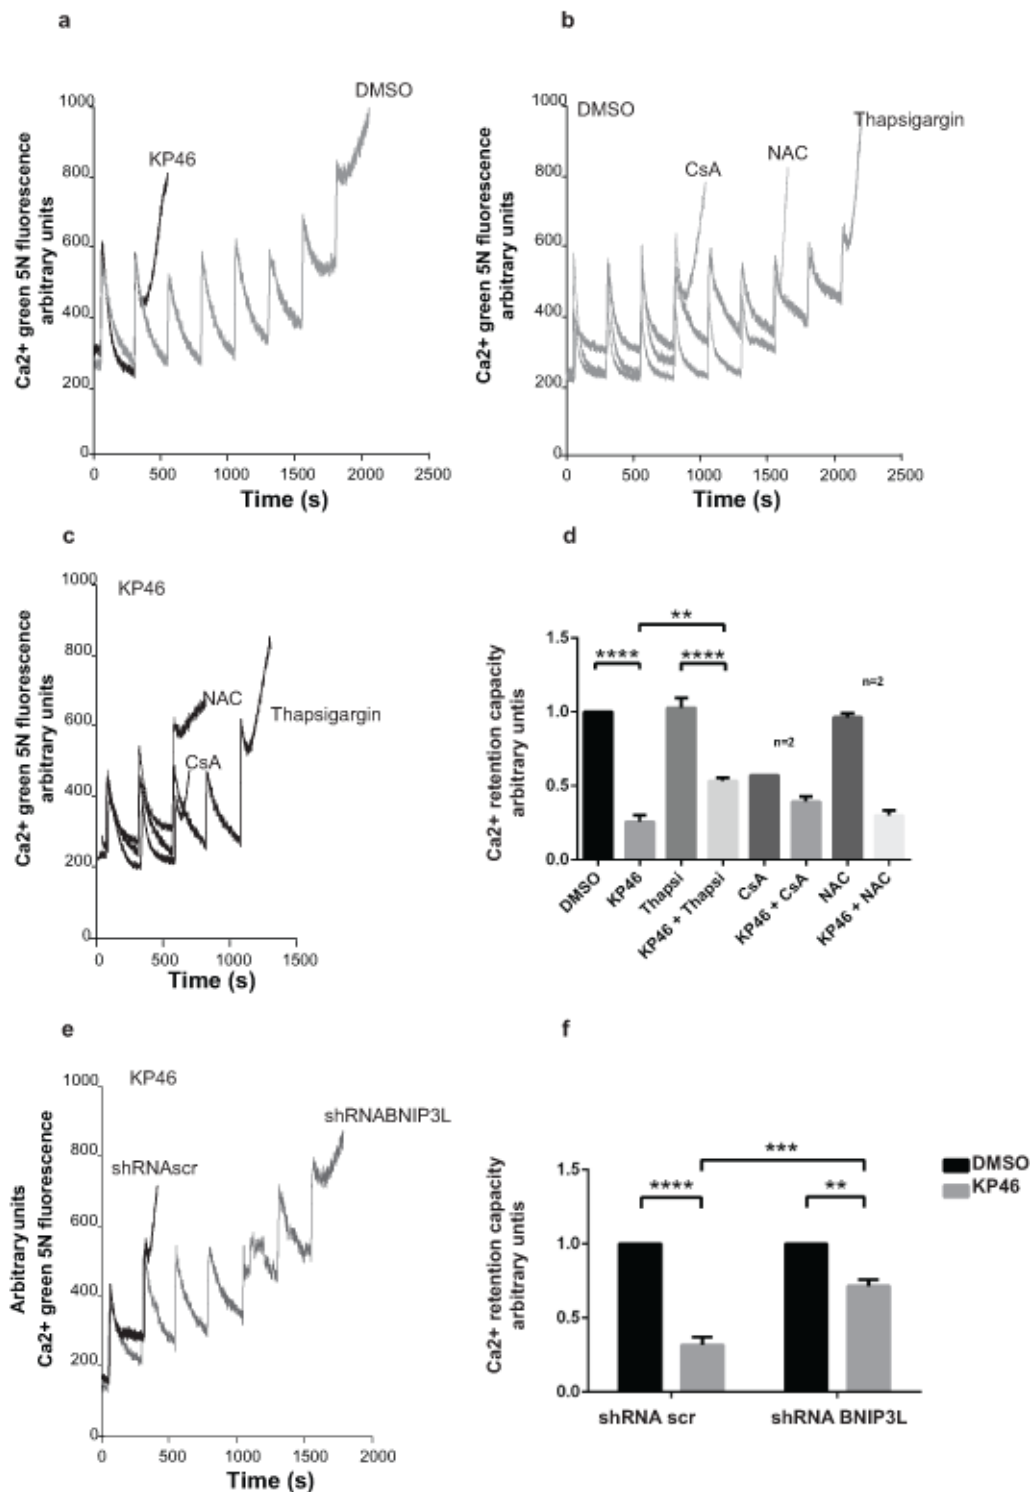 a
DMSO
KP46
Ca2+ green 5N fluorescence
arbitrary units
1000
800
600
400
200
0
0 500 1000 1500 2000 2500
Time (s)
b
DMSO
CsA
NAC
Thapsigargin
Ca2+ green 5N fluorescence
arbitrary units
1000
800
600
400
200
0
0 500 1000 1500 2000 2500
Time (s)
c
KP46
NAC
Thapsigargin
CsA
Ca2+ green 5N fluorescence
arbitrary units
1000
800
600
400
200
0
0 500 1000 1500
Time (s)
d
**
**** ****
n=2
n=2
Ca2+ retention capacity
arbitrary untis
1.5
1.0
0.5
0.0
DMSO
KP46
Thapsi
KP46 + Thapsi
CsA
KP46 + CsA
NAC
KP46 + NAC
e
KP46
shRNABNIP3L
shRNAscr
Arbitrary units
Ca2+ green 5N fluorescence
1000
800
600
400
200
0
0 500 1000 1500 2000
Time (s)
f
***
**** **
DMSO
KP46
Ca2+ retention capacity
arbitrary untis
1.5
1.0
0.5
0.0
shRNA scr shRNA BNIP3L